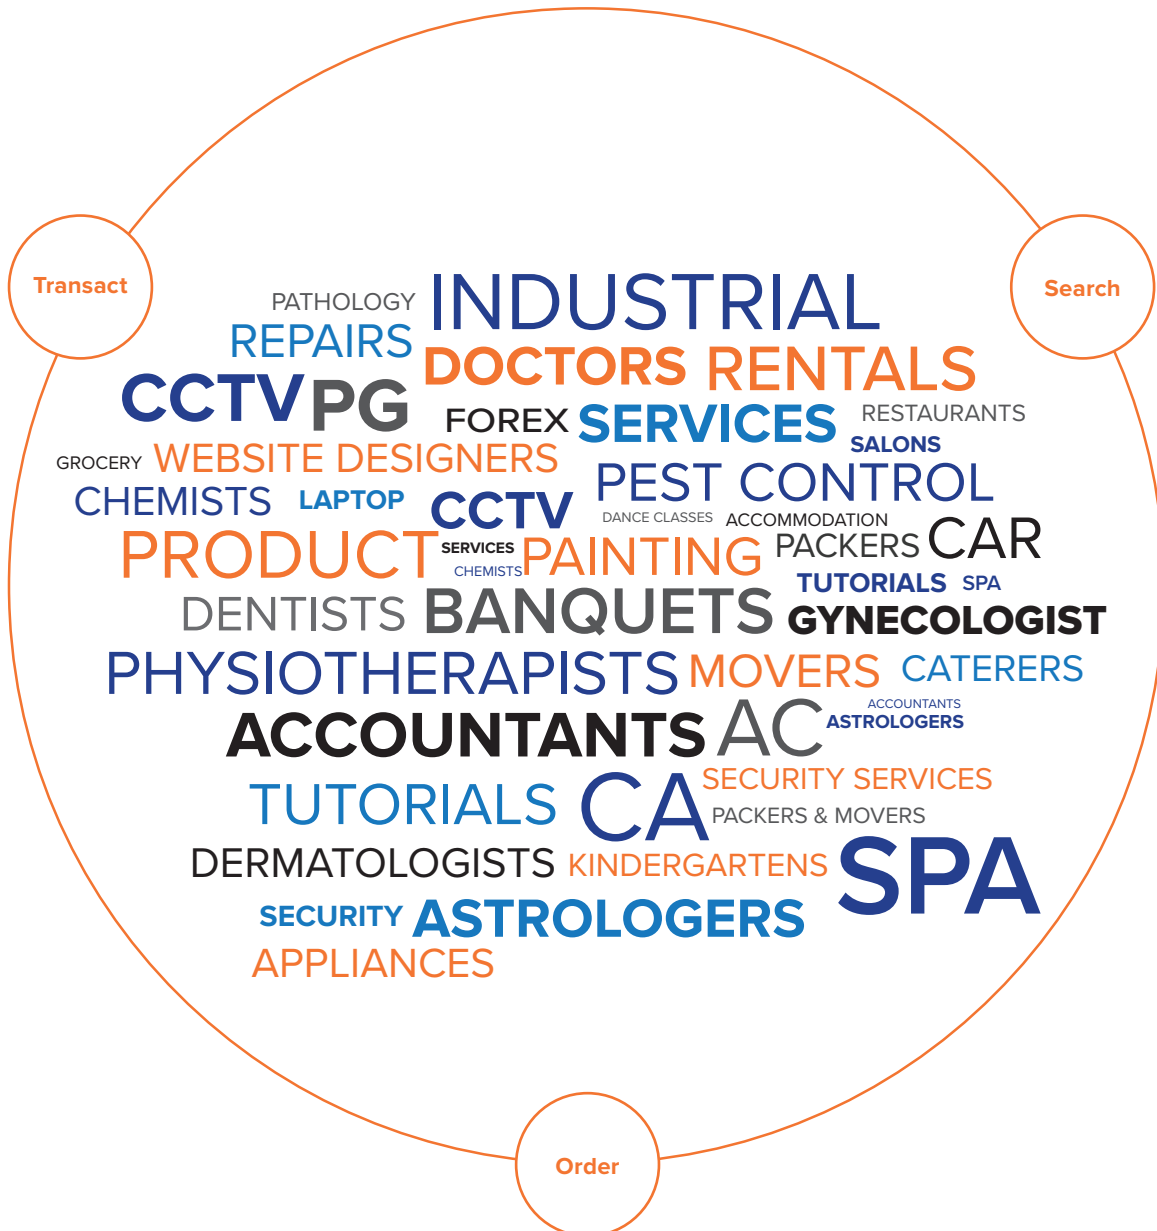 Transact
Search
PATHOLOGY INDUSTRIAL
REPAIRS DOCTORS RENTALS
CCTV PG FOREX SERVICES RESTAURANTS
SALONS
GROCERY WEBSITE DESIGNERS
CHEMISTS LAPTOP CCTV PEST CONTROL
DANCE CLASSES ACCOMMODATION
PRODUCT SERVICES PAINTING PACKERS CAR
CHEMISTS TUTORIALS SPA
DENTISTS BANQUETS GYNECOLOGIST
PHYSIOTHERAPISTS MOVERS CATERERS
ACCOUNTANTS AC ACCOUNTANTS
ASTROLOGERS
TUTORIALS CA SECURITY SERVICES
PACKERS & MOVERS
DERMATOLOGISTS KINDERGARTENS SPA
SECURITY ASTROLOGERS
APPLIANCES
Order